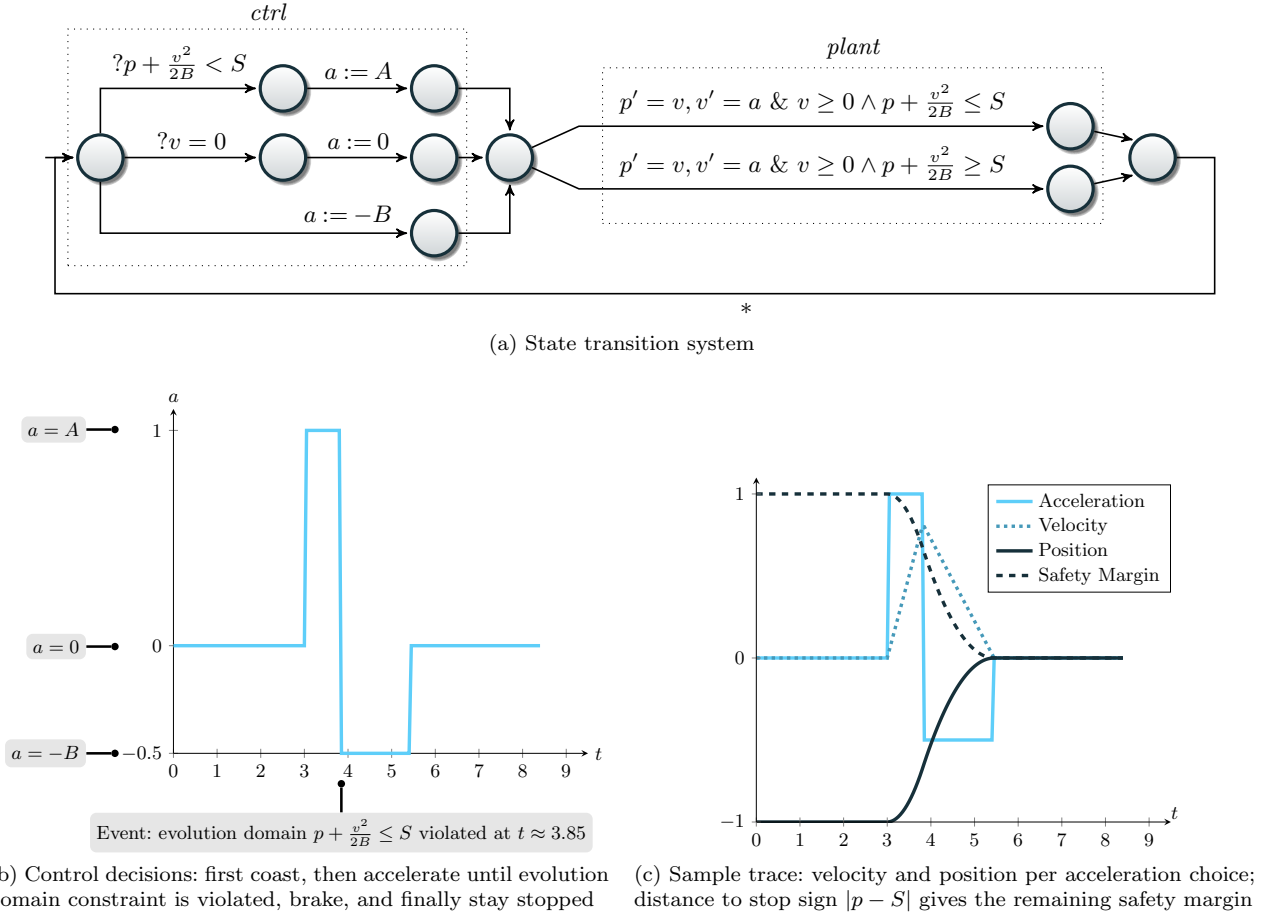 ctrl
plant
?p + v²/2B < S
a := A
?v = 0
a := 0
a := −B
p′ = v, v′ = a & v ≥ 0 ∧ p + v²/2B ≤ S
p′ = v, v′ = a & v ≥ 0 ∧ p + v²/2B ≥ S
*
(a) State transition system
a
a = A
1
a = 0
0
a = −B
−0.5
0 1 2 3 4 5 6 7 8 9 t
Event: evolution domain p + v²/2B ≤ S violated at t ≈ 3.85
b) Control decisions: first coast, then accelerate until evolution
omain constraint is violated, brake, and finally stay stopped
1
0
−1
Acceleration
Velocity
Position
Safety Margin
t
0 1 2 3 4 5 6 7 8 9
(c) Sample trace: velocity and position per acceleration choice;
distance to stop sign |p − S| gives the remaining safety margin